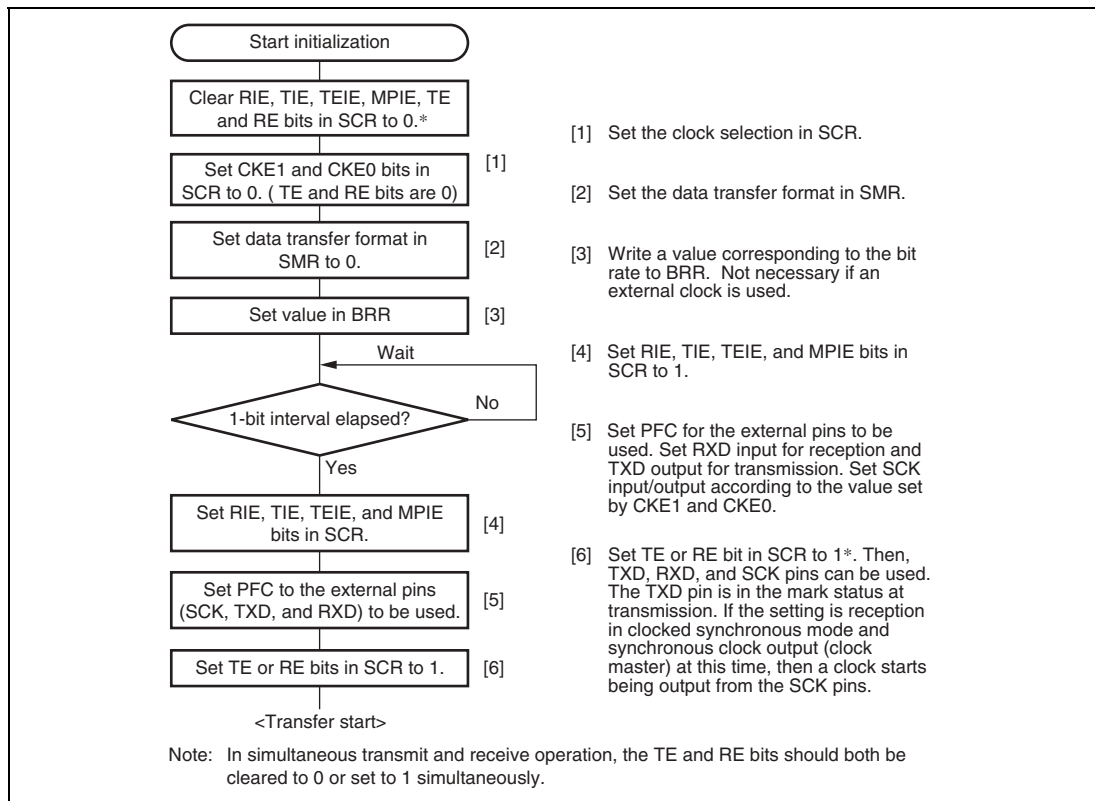 Start initialization
Clear RIE, TIE, TEIE, MPIE, TE
and RE bits in SCR to 0.*
Set CKE1 and CKE0 bits in
SCR to 0. ( TE and RE bits are 0)
[1]
Set data transfer format in
SMR to 0.
[2]
Set value in BRR
[3]
Wait
1-bit interval elapsed?
No
Yes
Set RIE, TIE, TEIE, and MPIE
bits in SCR.
[4]
Set PFC to the external pins
(SCK, TXD, and RXD) to be used.
[5]
Set TE or RE bits in SCR to 1.
[6]
<Transfer start>
[1] Set the clock selection in SCR.
[2] Set the data transfer format in SMR.
[3] Write a value corresponding to the bit
rate to BRR. Not necessary if an
external clock is used.
[4] Set RIE, TIE, TEIE, and MPIE bits in
SCR to 1.
[5] Set PFC for the external pins to be
used. Set RXD input for reception and
TXD output for transmission. Set SCK
input/output according to the value set
by CKE1 and CKE0.
[6] Set TE or RE bit in SCR to 1*. Then,
TXD, RXD, and SCK pins can be used.
The TXD pin is in the mark status at
transmission. If the setting is reception
in clocked synchronous mode and
synchronous clock output (clock
master) at this time, then a clock starts
being output from the SCK pins.
Note: In simultaneous transmit and receive operation, the TE and RE bits should both be
cleared to 0 or set to 1 simultaneously.